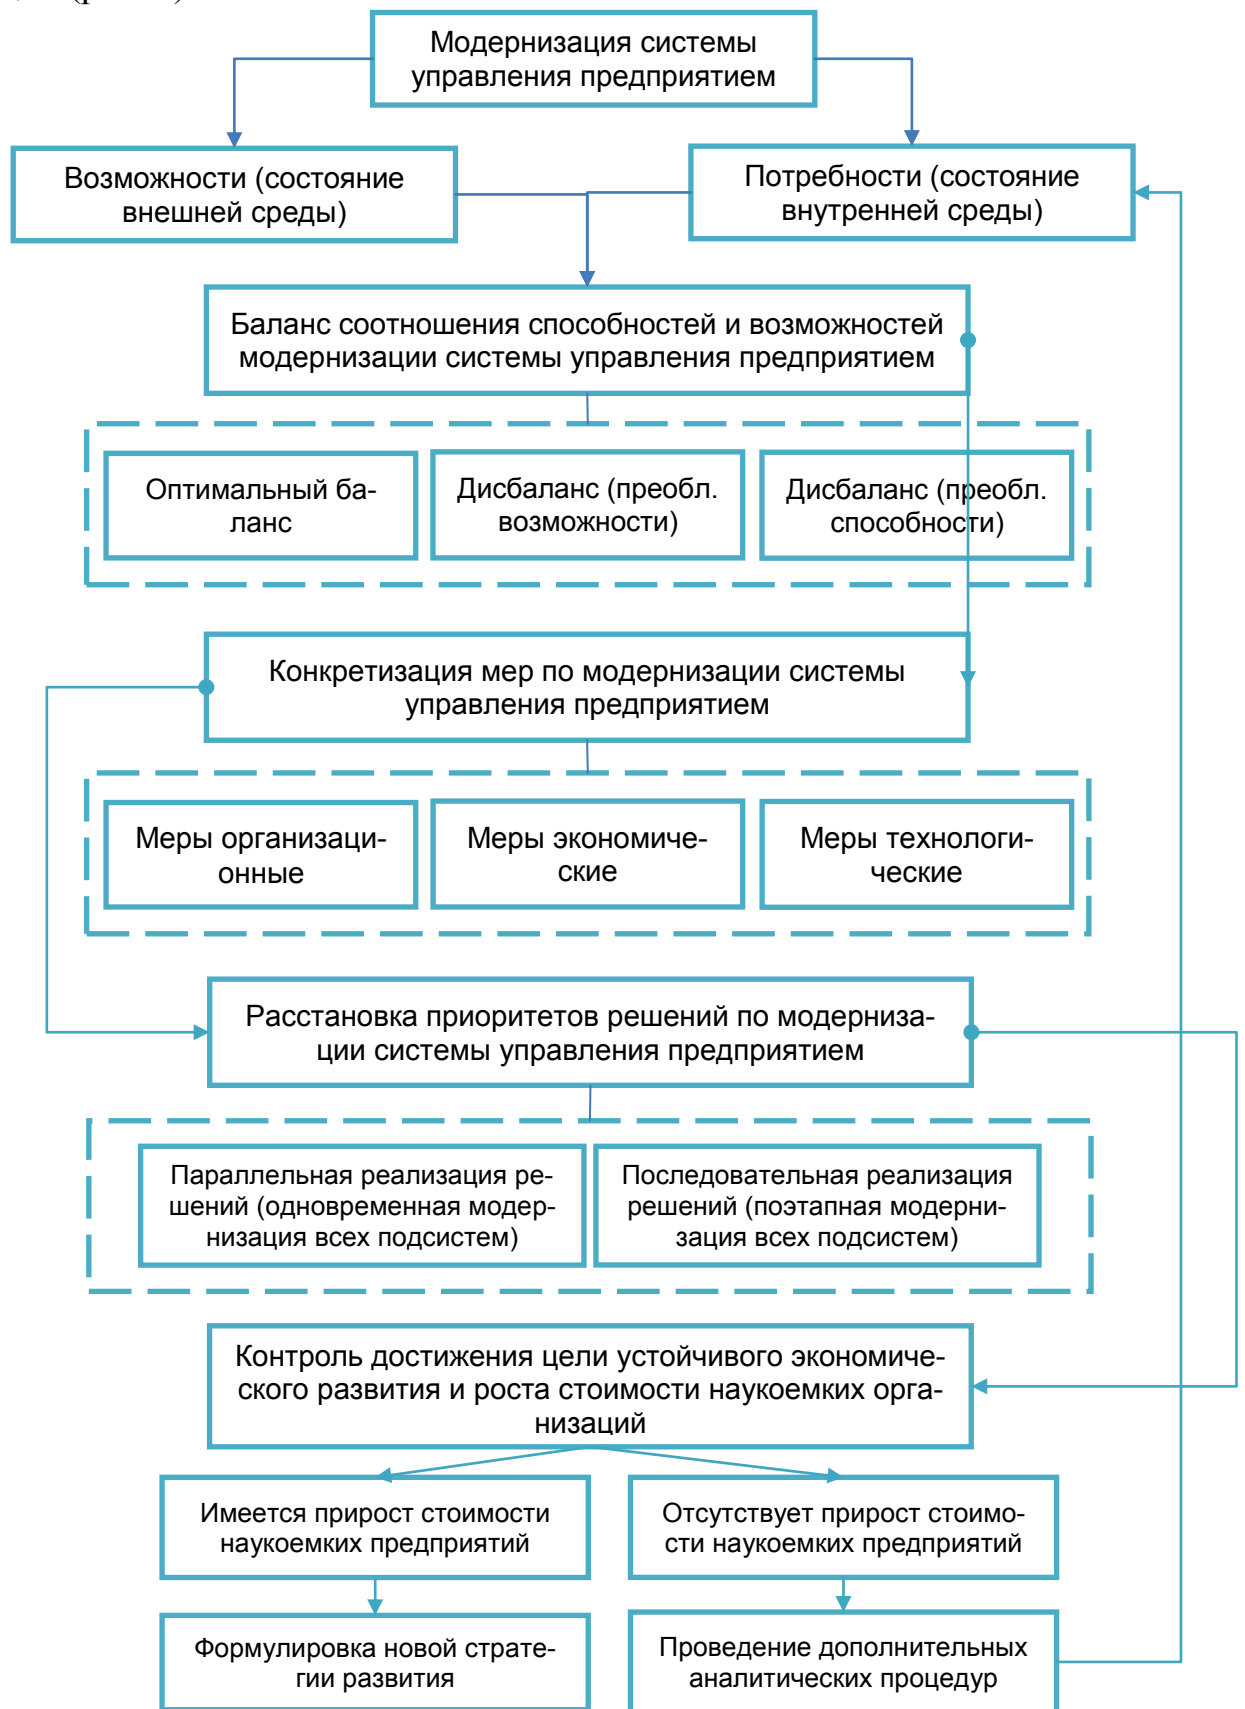 Модернизация системы
управления предприятием
Возможности (состояние
внешней среды)
Потребности (состояние
внутренней среды)
Баланс соотношения способностей и возможностей
модернизации системы управления предприятием
Оптимальный ба-
ланс
Дисбаланс (преобл.
возможности)
Дисбаланс (преобл.
способности)
Конкретизация мер по модернизации системы
управления предприятием
Меры организаци-
онные
Меры экономиче-
ские
Меры технологи-
ческие
Расстановка приоритетов решений по модерниза-
ции системы управления предприятием
Параллельная реализация ре-
шений (одновременная модер-
низация всех подсистем)
Последовательная реализация
решений (поэтапная модерни-
зация всех подсистем)
Контроль достижения цели устойчивого экономиче-
ского развития и роста стоимости наукоемких орга-
низаций
Имеется прирост стоимости
наукоемких предприятий
Отсутствует прирост стоимо-
сти наукоемких предприятий
Формулировка новой страте-
гии развития
Проведение дополнительных
аналитических процедур